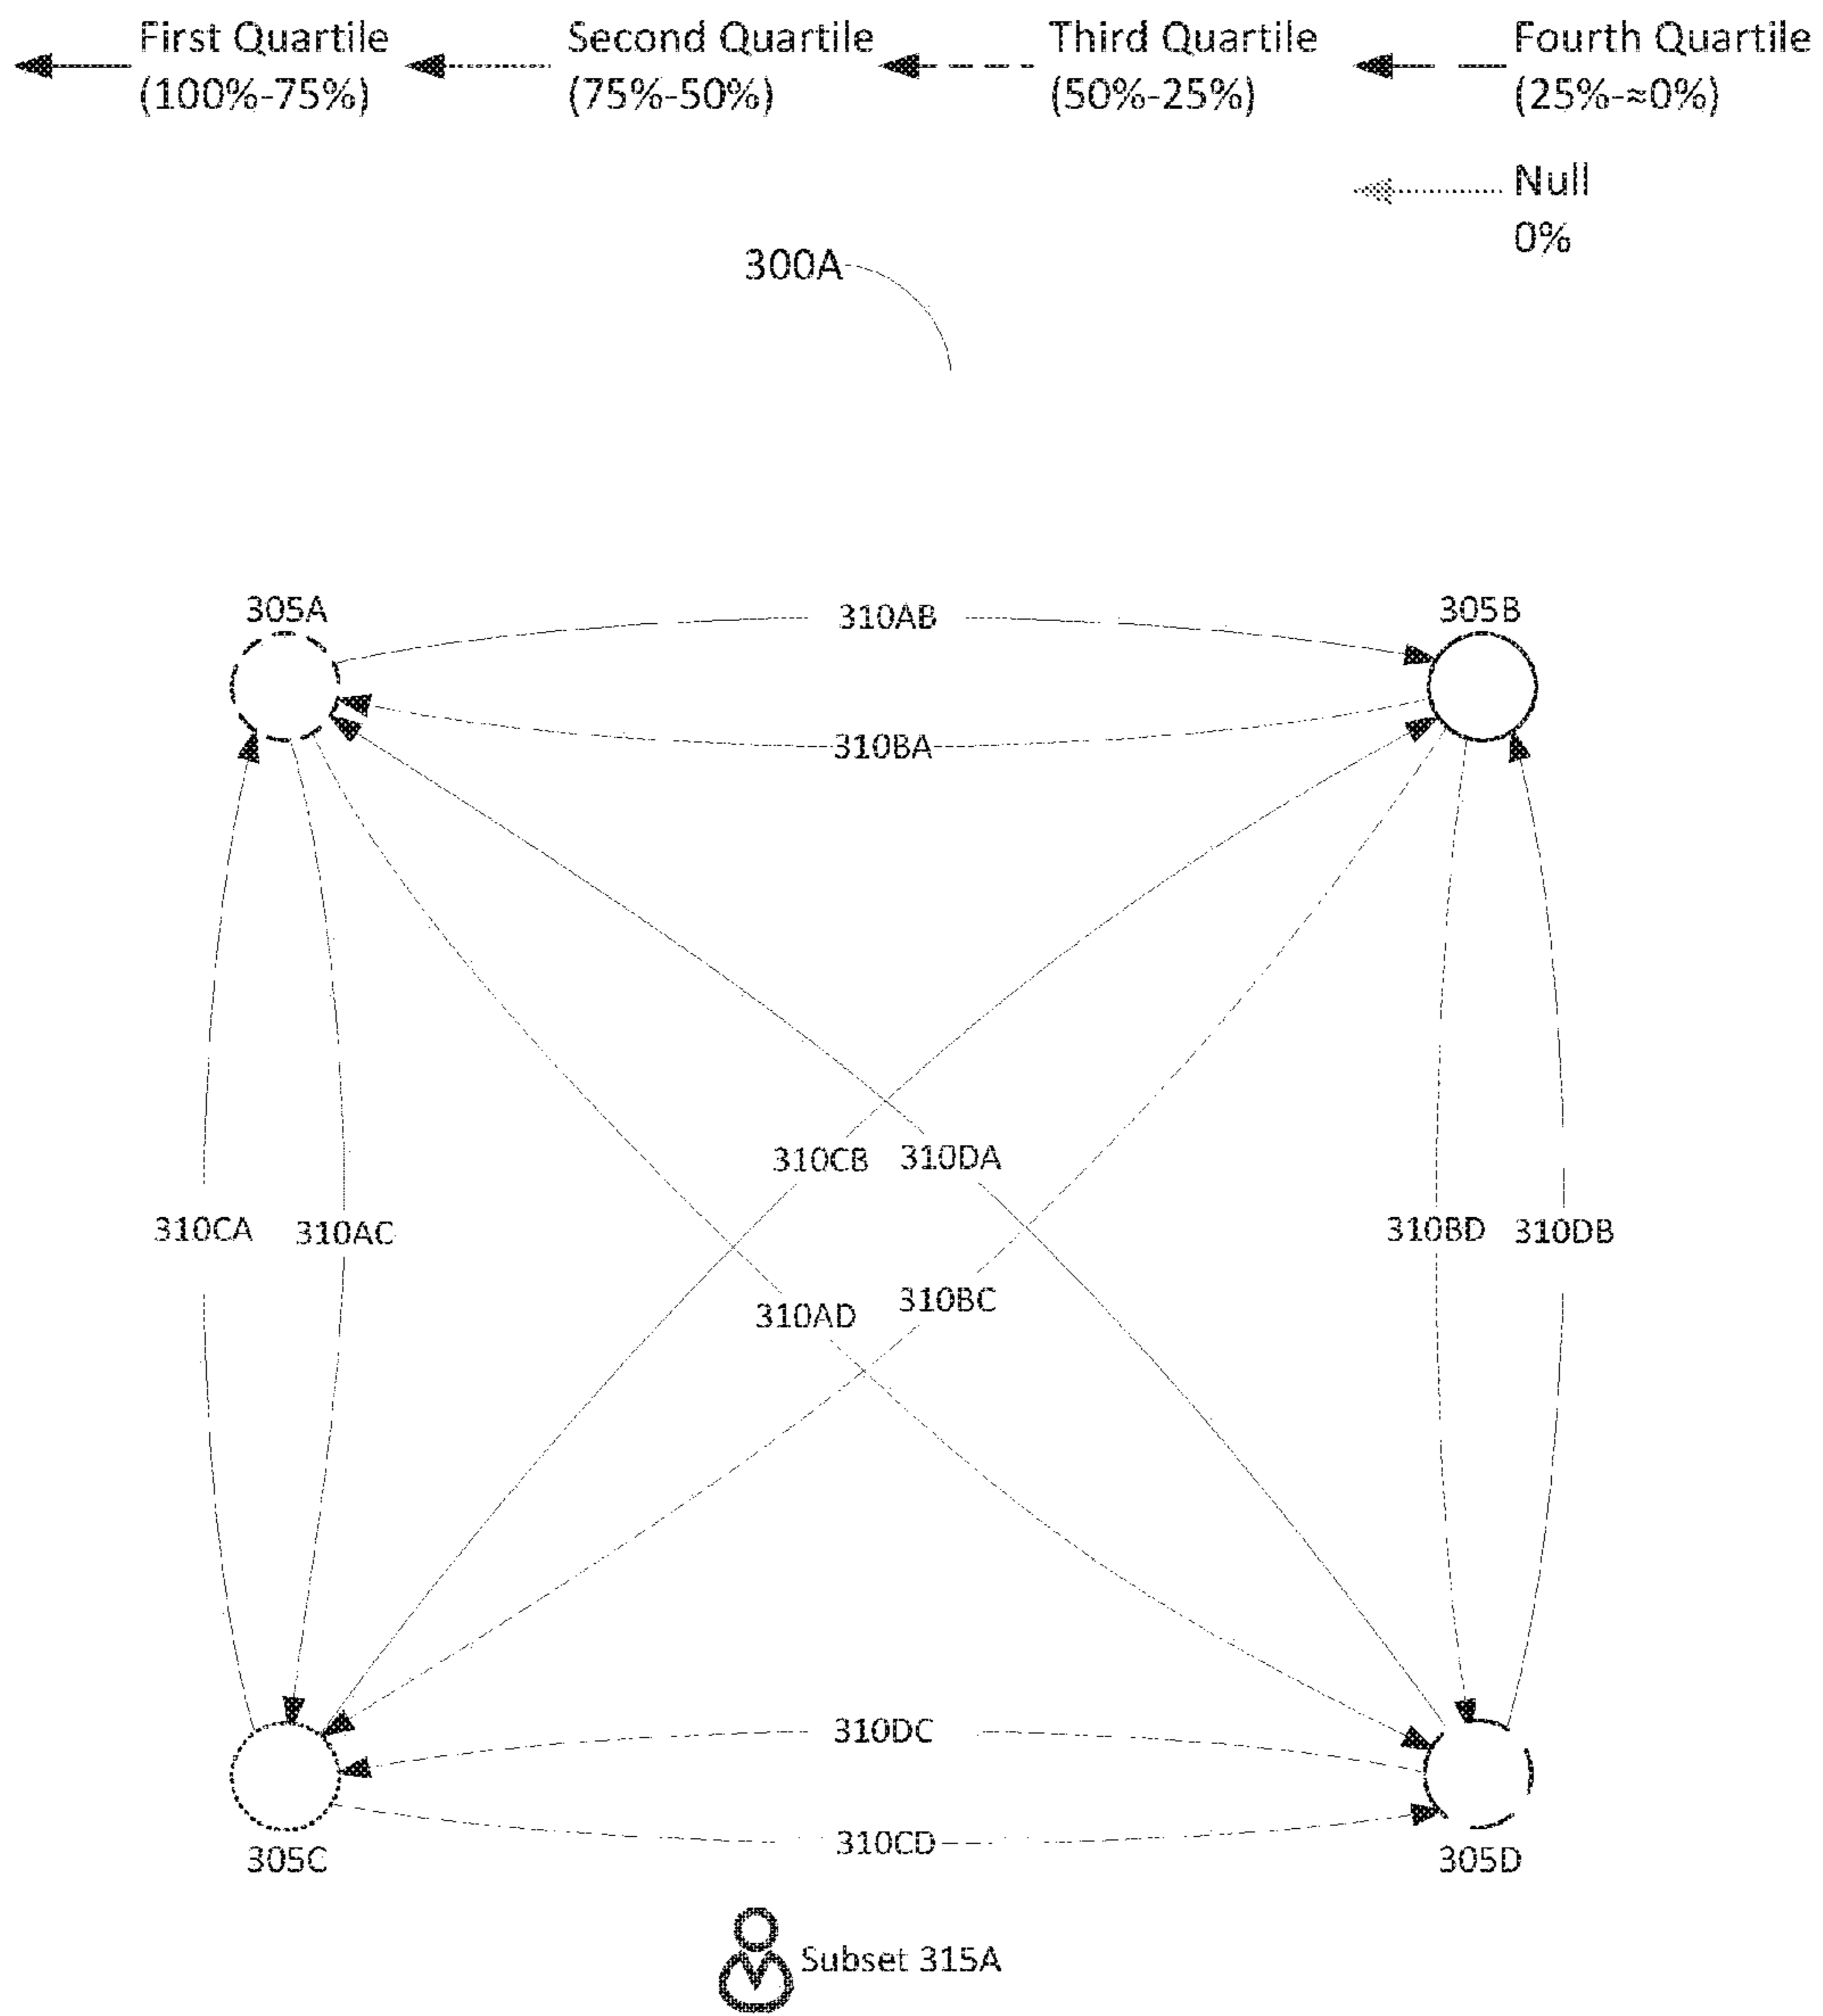 First Quartile
(100%-75%)
Second Quartile
(75%-50%)
Third Quartile
(50%-25%)
Fourth Quartile
(25%-≈0%)
Null
0%
300A
305A
310AB
305B
310BA
310CB
310DA
310CA
310AC
310BD
310DB
310AD
310BC
310DC
310CD
305C
305D
Subset 315A